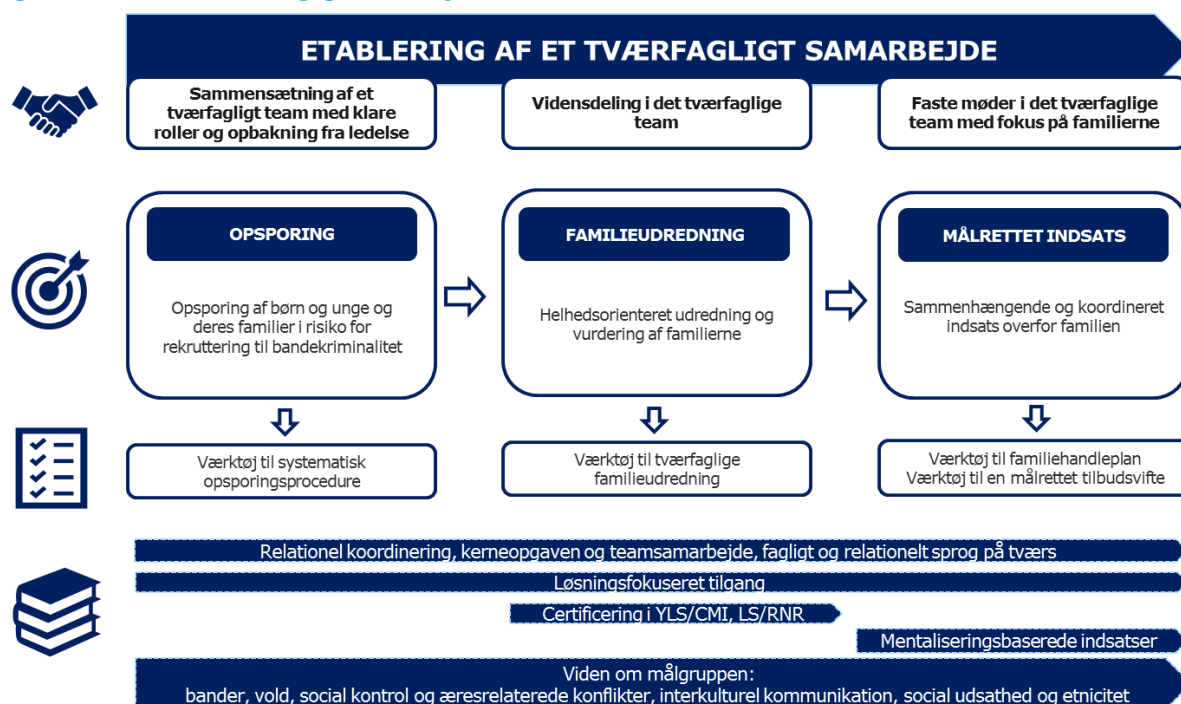 ETABLERING AF ET TVÆRFAGLIGT SAMARBEJDE
Sammensætning af et
tværfagligt team med klare
roller og opbakning fra ledelse
Vidensdeling i det tværfaglige
team
Faste møder i det tværfaglige
team med fokus på familierne
OPSPORING
Opsporing af børn og unge og
deres familier i risiko for
rekruttering til bandekriminalitet
FAMILIEUDREDNING
Helhedsorienteret udredning og
vurdering af familierne
MÅLRETTET INDSATS
Sammenhængende og koordineret
indsats overfor familien
Værktøj til systematisk
opsporingsprocedure
Værktøj til tværfaglige
familieudredning
Værktøj til familiehandleplan
Værktøj til en målrettet tilbudsvifte
Relationel koordinering, kerneopgaven og teamsamarbejde, fagligt og relationelt sprog på tværs
Løsningsfokuseret tilgang
Certificering i YLS/CMI, LS/RNR
Mentaliseringsbaserede indsatser
Viden om målgruppen:
bander, vold, social kontrol og æresrelaterede konflikter, interkulturel kommunikation, social udsathed og etnicitet